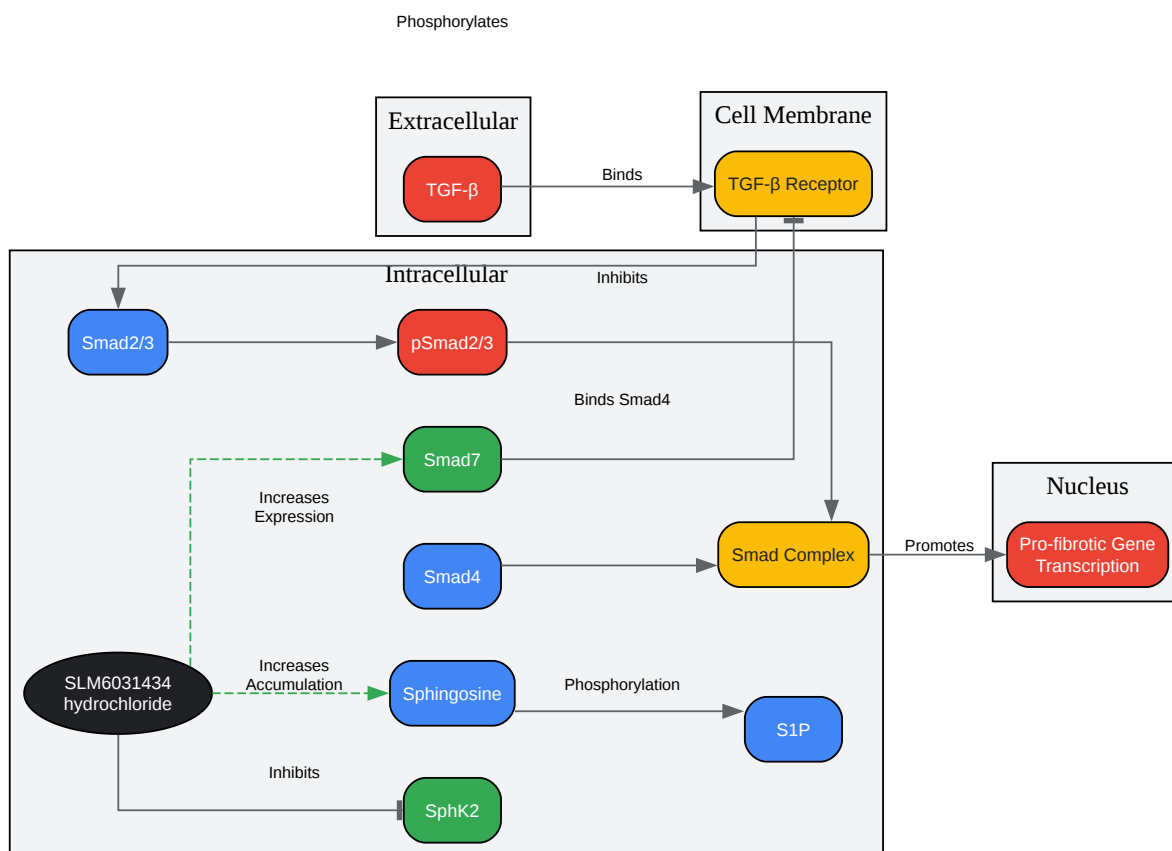 Phosphorylates
Extracellular
Cell Membrane
TGF-β
Binds
TGF-β Receptor
Intracellular
Inhibits
Smad2/3
pSmad2/3
Binds Smad4
Smad7
Increases
Expression
Nucleus
Smad4
Smad Complex
Promotes
Pro-fibrotic Gene
Transcription
SLM6031434
hydrochloride
Increases
Accumulation
Sphingosine
Phosphorylation
S1P
Inhibits
SphK2